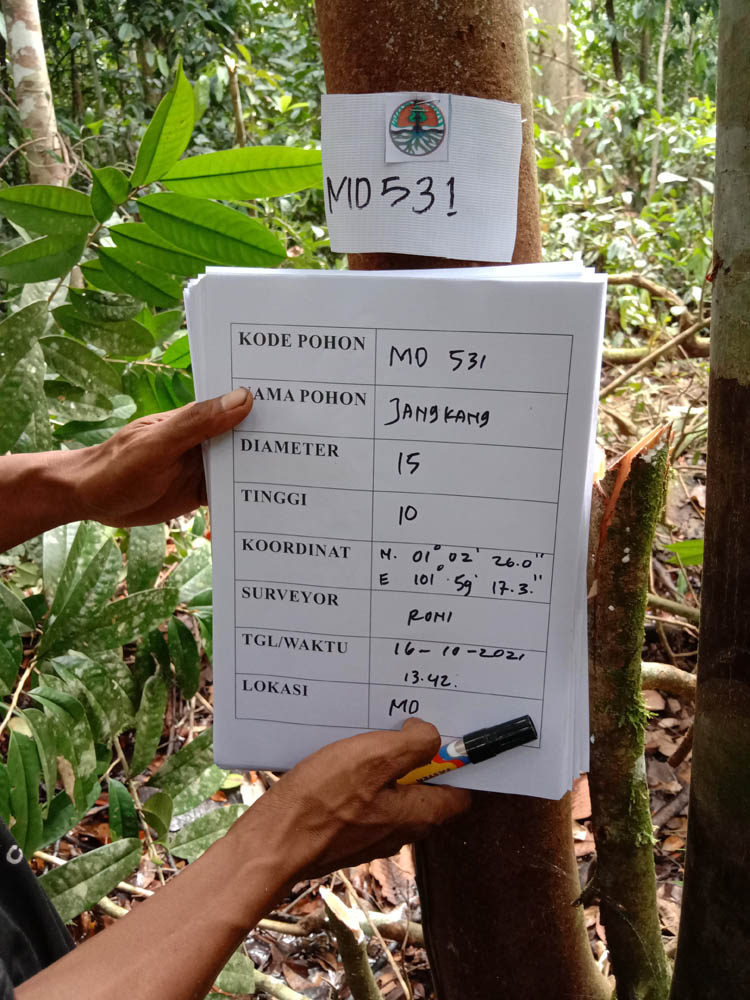 MD 531
KODE POHON MD 531
NAMA POHON JANGKANG
DIAMETER 15
TINGGI 10
KOORDINAT N. 01° 02' 26.0"
E 101° 59' 17.3"
SURVEYOR RONI
TGL/WAKTU 16-10-2021
13.42.
LOKASI MD